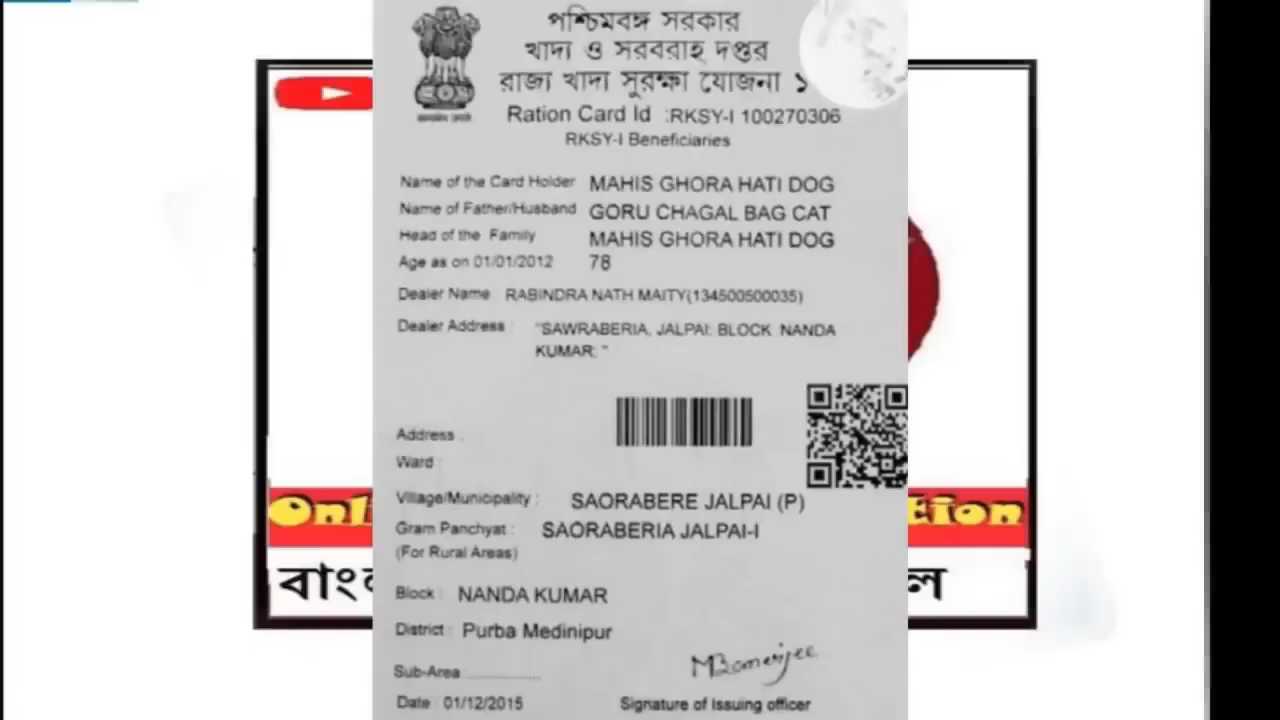 পশ্চিমবঙ্গ সরকার
খাদ্য ও সরবরাহ দপ্তর
রাজ্য খাদ্য সুরক্ষা যোজনা ১
Ration Card Id :RKSY-I 100270306
RKSY-I Beneficiaries
Name of the Card Holder MAHIS GHORA HATI DOG
Name of Father/Husband GORU CHAGAL BAG CAT
Head of the Family MAHIS GHORA HATI DOG
Age as on 01/01/2012 78
Dealer Name RABINDRA NATH MAITY(134500500035)
Dealer Address : "SAWRABERIA, JALPAI; BLOCK NANDA
KUMAR; "
Address :
Ward :
Village/Municipality : SAORABERE JALPAI (P)
Gram Panchyat : SAORABERIA JALPAI-I
(For Rural Areas)
Block : NANDA KUMAR
District : Purba Medinipur
Sub-Area ................
Date : 01/12/2015
MBanerjee
Signature of Issuing officer